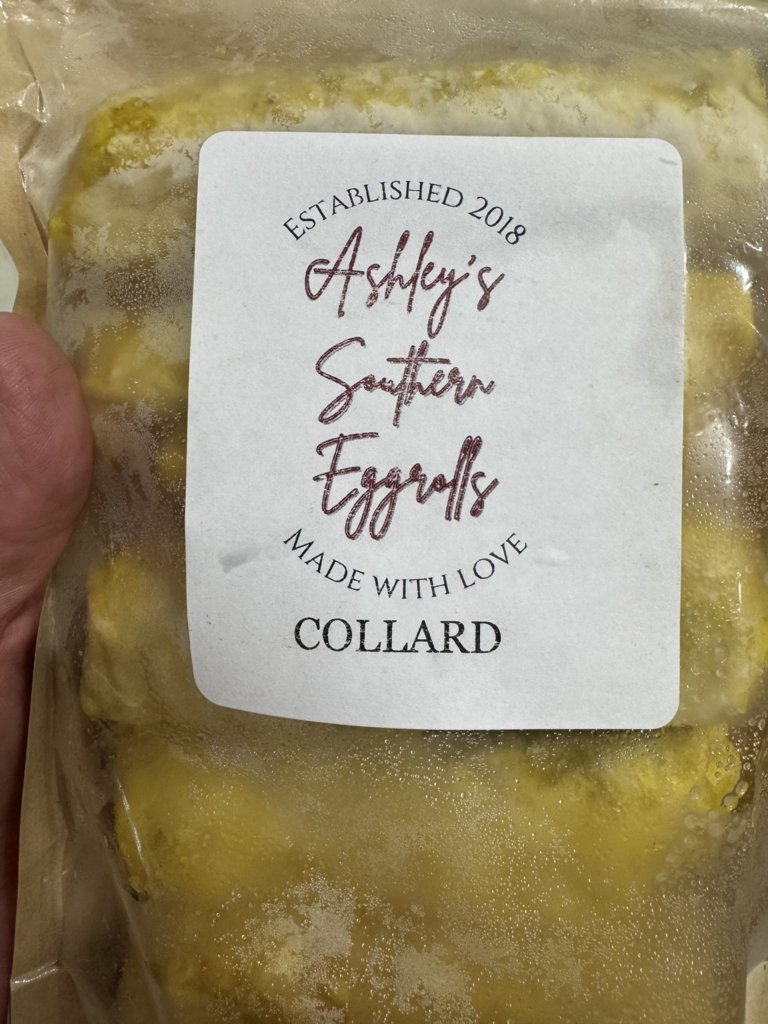 ESTABLISHED 2018
Ashley's
Southern
Eggrolls
MADE WITH LOVE
COLLARD